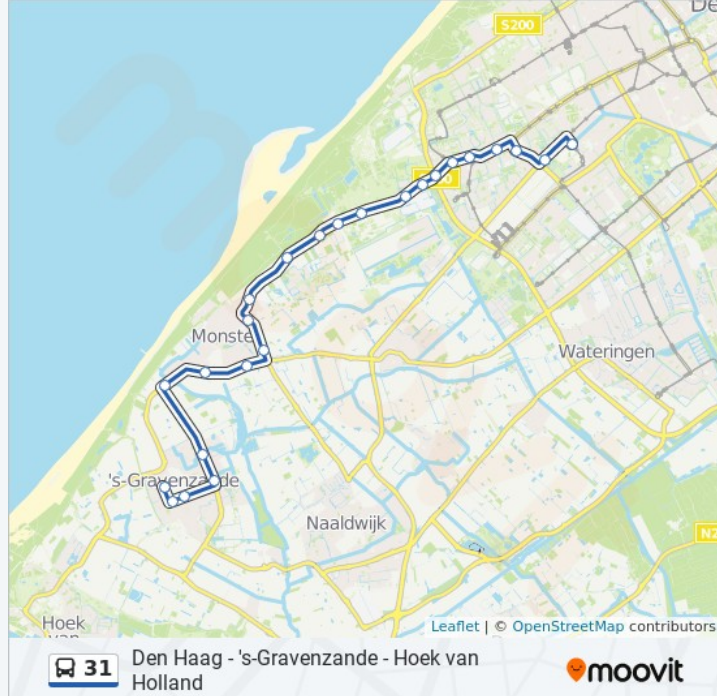 De
S200
Monste
Wateringen
's-Gravenzande
Naaldwijk
N2
Hoek
van
Leaflet | © OpenStreetMap contributors
31
Den Haag - 's-Gravenzande - Hoek van
Holland
moovit